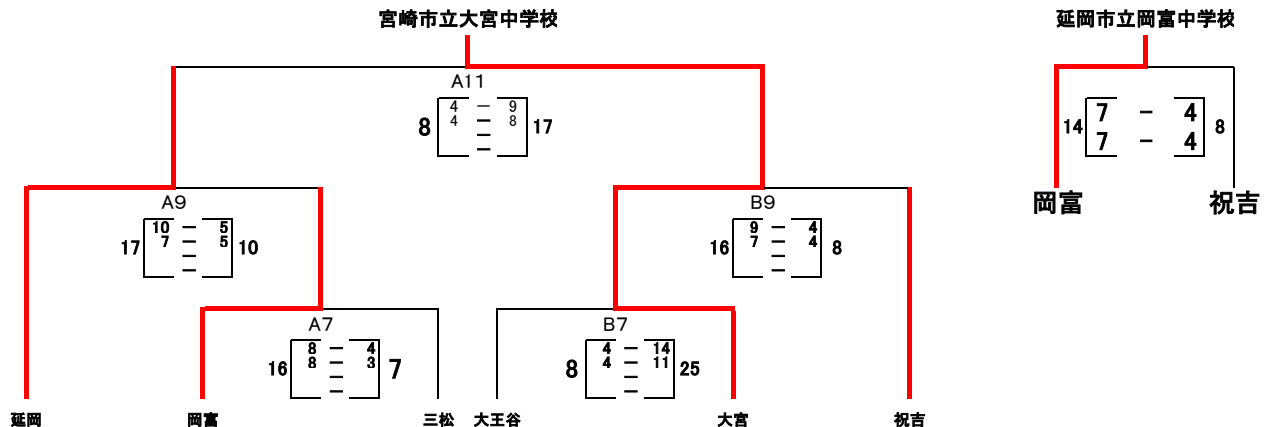 宮崎市立大宮中学校
延岡市立岡富中学校
A11
8 4 － 9 17
4 － 8
－
－
14 7 － 4 8
7 － 4
岡富 祝吉
A9
17 10 － 5 10
7 － 5
－
－
B9
16 9 － 4 8
7 － 4
－
－
A7
16 8 － 4 7
8 － 3
－
－
B7
8 4 － 14 25
4 － 11
－
－
延岡 岡富 三松 大王谷 大宮 祝吉